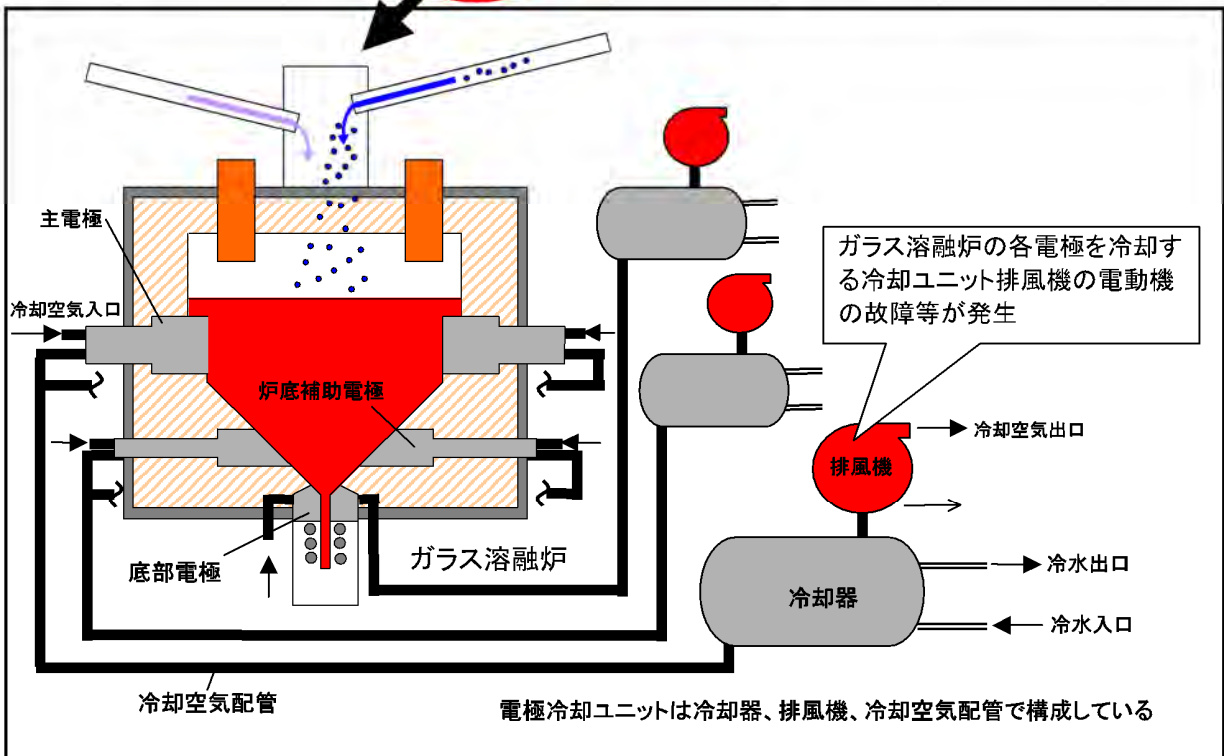 主電極
冷却空気入口
ガラス溶融炉の各電極を冷却す
る冷却ユニット排風機の電動機
の故障等が発生
炉底補助電極
冷却空気出口
排風機
底部電極
ガラス溶融炉
冷却器
冷水出口
冷水入口
冷却空気配管
電極冷却ユニットは冷却器、排風機、冷却空気配管で構成している